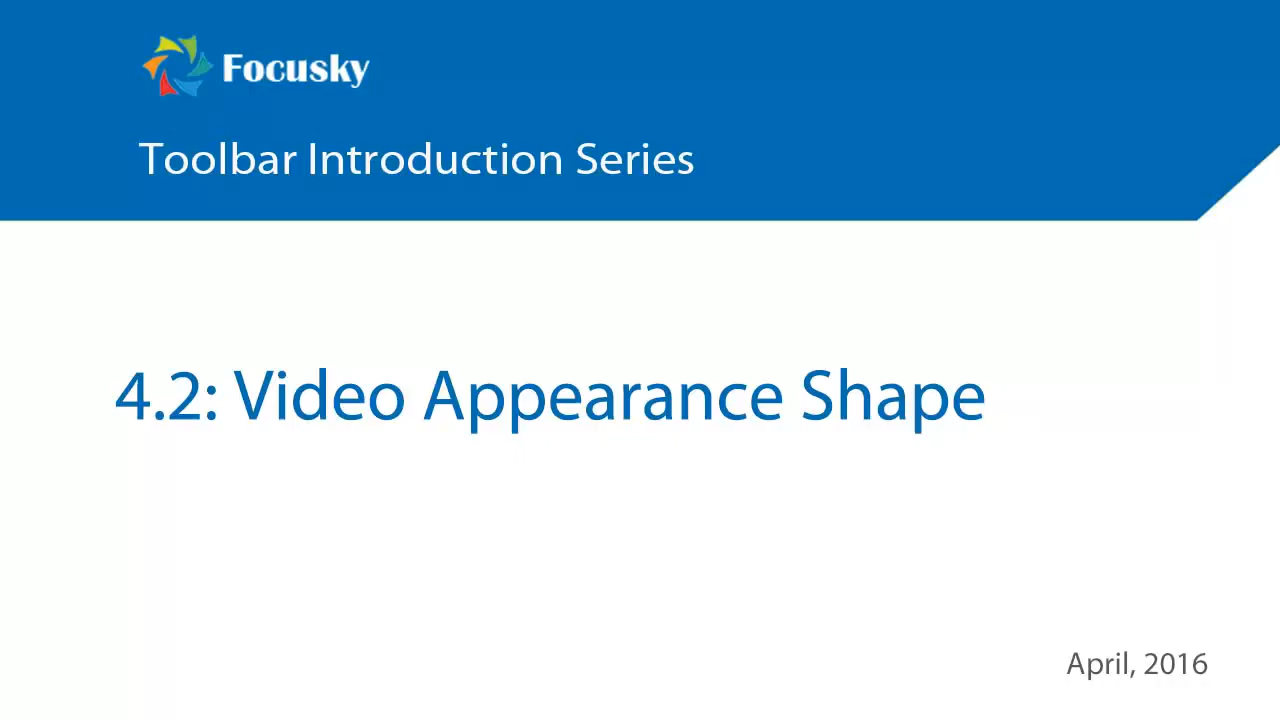 Focusky
Toolbar Introduction Series
4.2: Video Appearance Shape
April, 2016